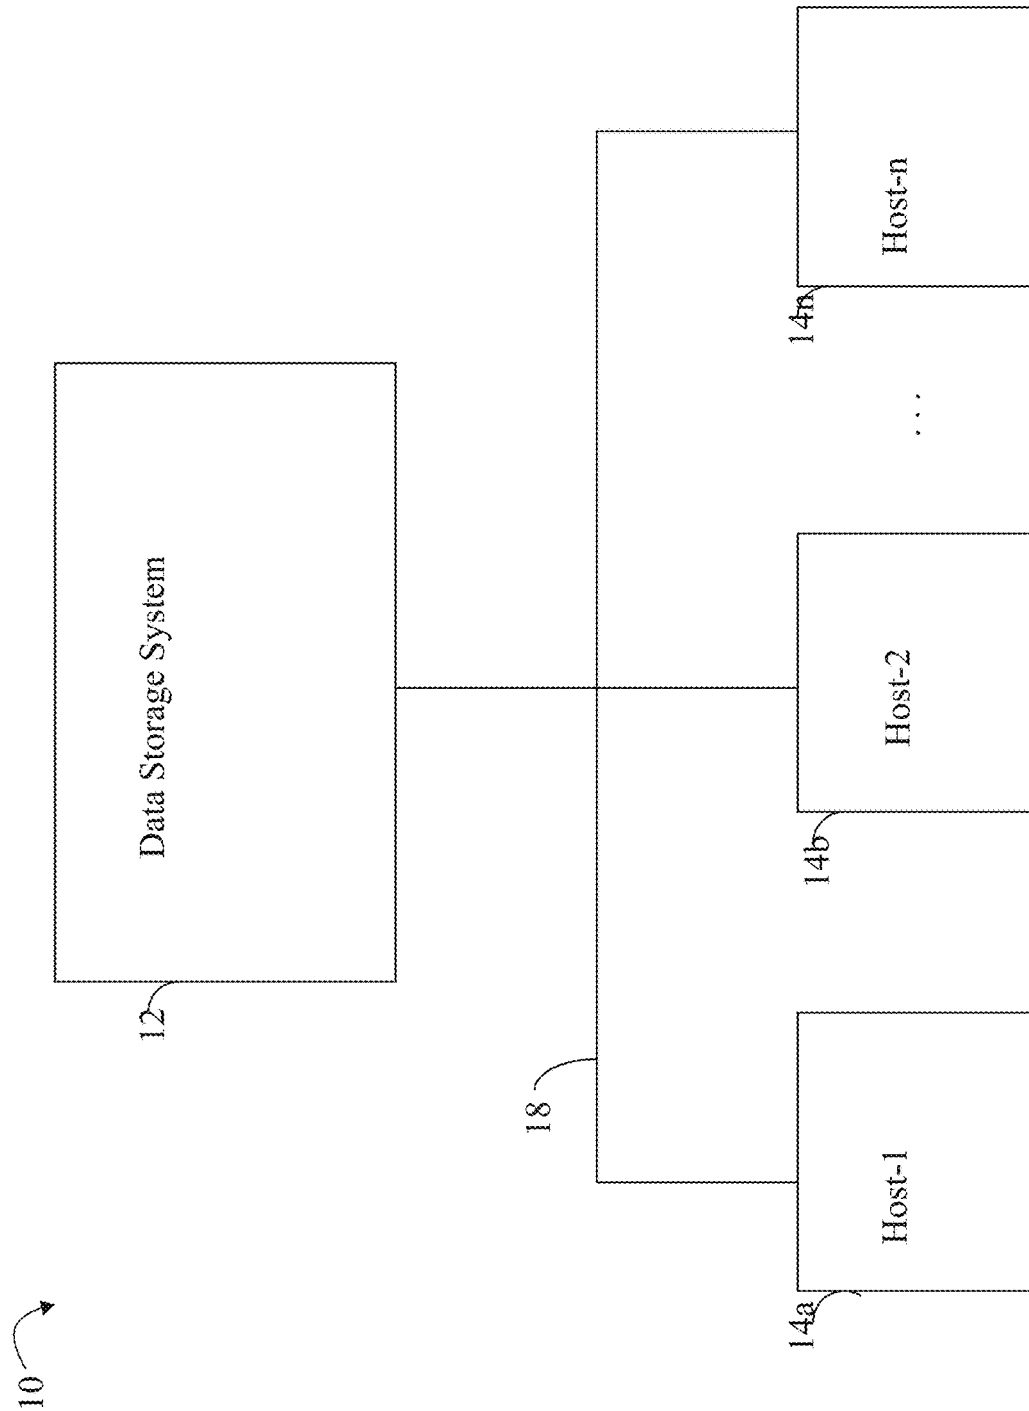 10
12
Data Storage System
18
14a
Host-1
14b
Host-2
. . .
14n
Host-n